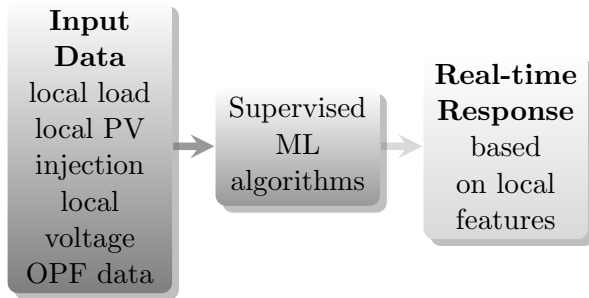 Input
Data
local load
local PV
injection
local
voltage
OPF data
Supervised
ML
algorithms
Real-time
Response
based
on local
features